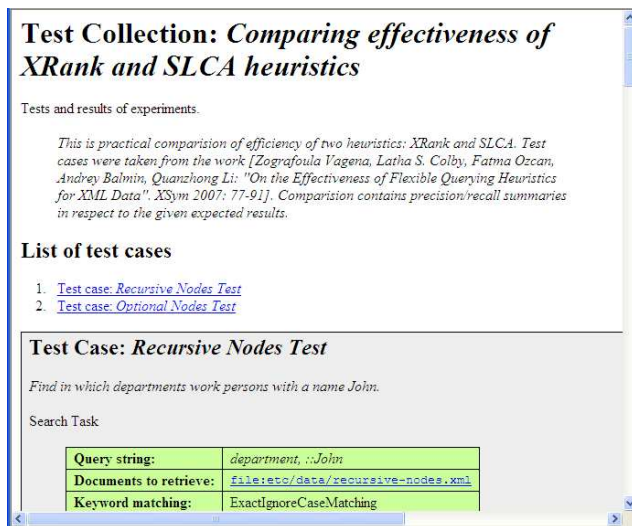 Test Collection: Comparing effectiveness of
XRank and SLCA heuristics
Tests and results of experiments.
This is practical comparision of efficiency of two heuristics: XRank and SLCA. Test
cases were taken from the work [Zografoula Vagena, Latha S. Colby, Fatma Ozcan,
Andrey Balmin, Quanzhong Li: "On the Effectiveness of Flexible Querying Heuristics
for XML Data". XSym 2007: 77-91]. Comparision contains precision/recall summaries
in respect to the given expected results.
List of test cases
1. Test case: Recursive Nodes Test
2. Test case: Optional Nodes Test
Test Case: Recursive Nodes Test
Find in which departments work persons with a name John.
Search Task
Query string: department, ::John
Documents to retrieve: file:etc/data/recursive-nodes.xml
Keyword matching: ExactIgnoreCaseMatching